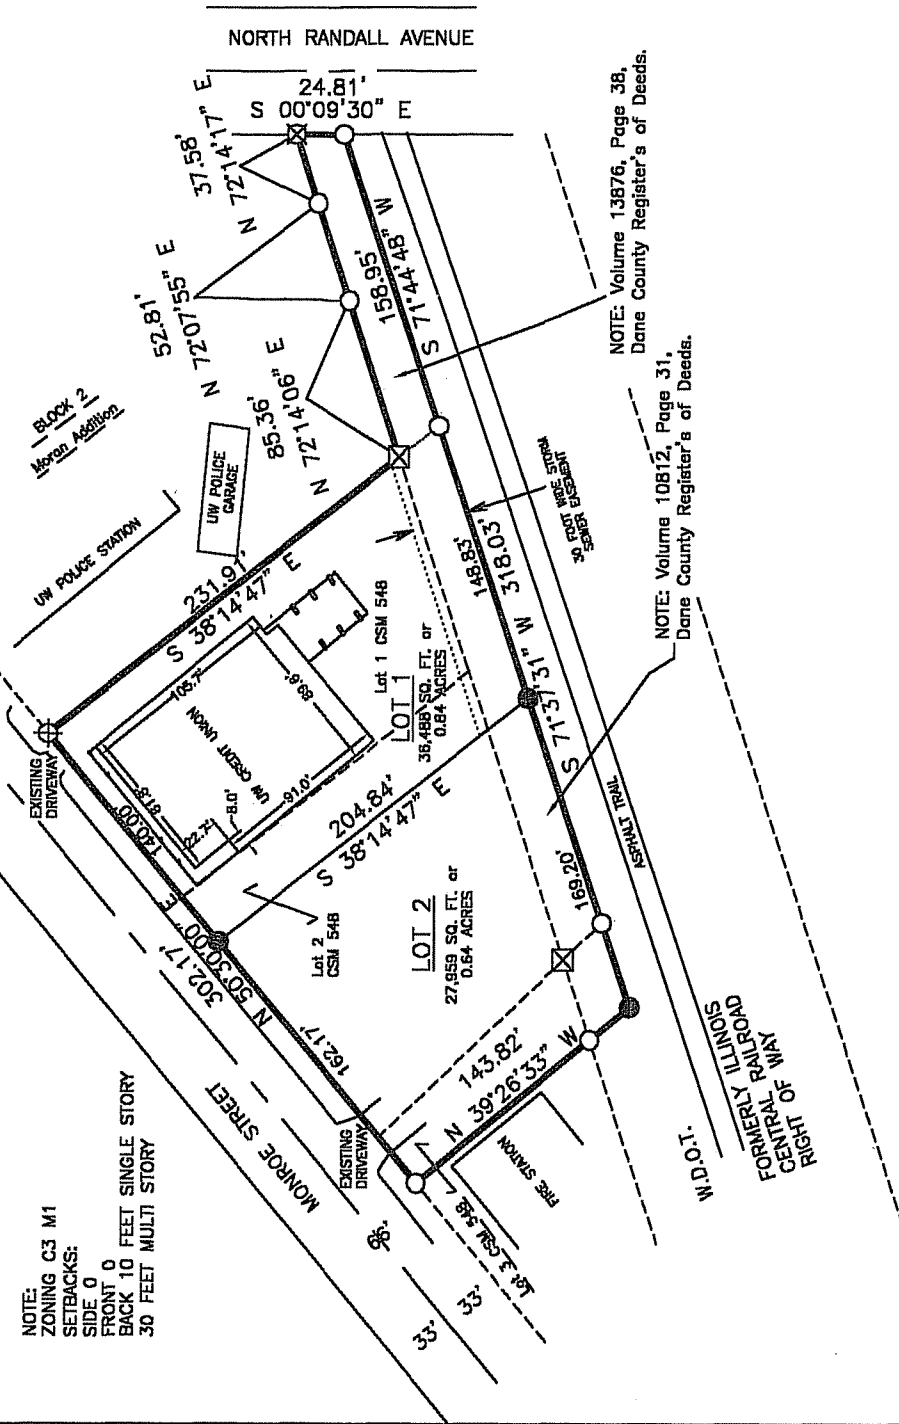 NORTH RANDALL AVENUE
24.81'
S 00°09'30" E
37.58'
N 72°14'17" E
52.81'
N 72°07'55" E
85.36'
N 72°14'06" E
158.95'
S 71°44'48" W
NOTE: Volume 13876, Page 38,
Dane County Register's of Deeds.
BLOCK 2
Moran Addition
UW POLICE
GARAGE
UW POLICE STATION
231.97'
S 38°14'47" E
NOTE: Volume 10812, Page 31,
Dane County Register's of Deeds.
30 FOOT WIDE STORM
SEWER EASEMENT
148.83'
318.03'
S 71°37'31" W
169.20'
ASPHALT TRAIL
EXISTING
DRIVEWAY
140.00'
81.5'
105.7'
UW CREDIT UNION
89.6'
22.7'
8.0'
91.0'
Lot 1 CSM 548
LOT 1
36,488 SQ. FT. or
0.84 ACRES
204.84'
S 38°14'47" E
Lot 2
CSM 548
LOT 2
27,959 SQ. FT. or
0.64 ACRES
302.17'
N 50°30'00" E
162.17'
MONROE STREET
EXISTING
DRIVEWAY
143.82'
N 39°26'33" W
FIRE STATION
Lot 3 CSM 548
66'
33'
33'
W.D.O.T.
FORMERLY ILLINOIS
CENTRAL RAILROAD
RIGHT OF WAY
NOTE:
ZONING C3 M1
SETBACKS:
SIDE 0
FRONT 0
BACK 10 FEET SINGLE STORY
30 FEET MULTI STORY